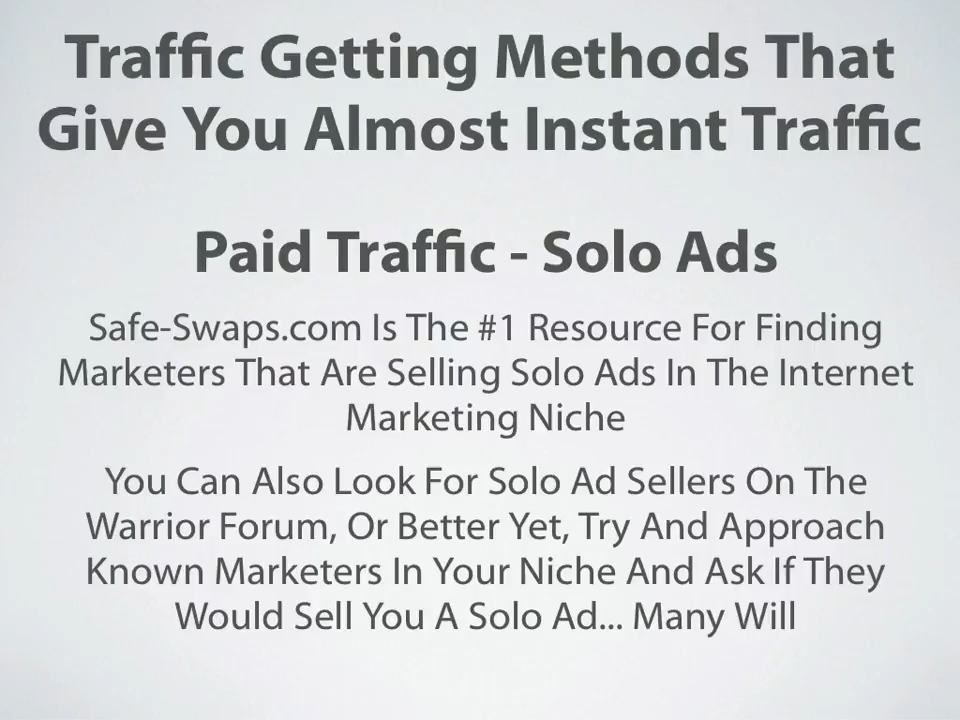 Traffic Getting Methods That
Give You Almost Instant Traffic
Paid Traffic - Solo Ads
Safe-Swaps.com Is The #1 Resource For Finding
Marketers That Are Selling Solo Ads In The Internet
Marketing Niche
You Can Also Look For Solo Ad Sellers On The
Warrior Forum, Or Better Yet, Try And Approach
Known Marketers In Your Niche And Ask If They
Would Sell You A Solo Ad... Many Will